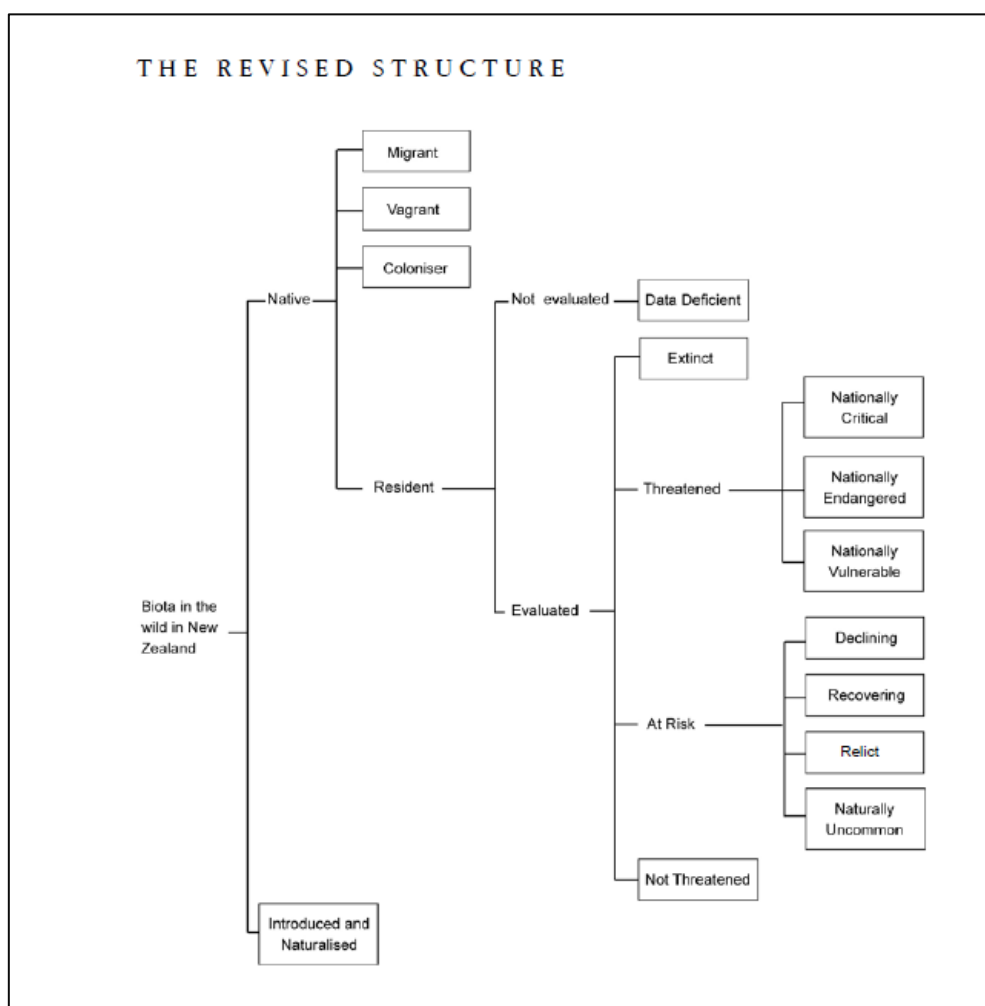 THE REVISED STRUCTURE
Migrant
Vagrant
Coloniser
Native
Not evaluated
Data Deficient
Extinct
Nationally
Critical
Resident
Threatened
Nationally
Endangered
Nationally
Vulnerable
Biota in the
wild in New
Zealand
Evaluated
Declining
Recovering
At Risk
Relict
Naturally
Uncommon
Not Threatened
Introduced and
Naturalised